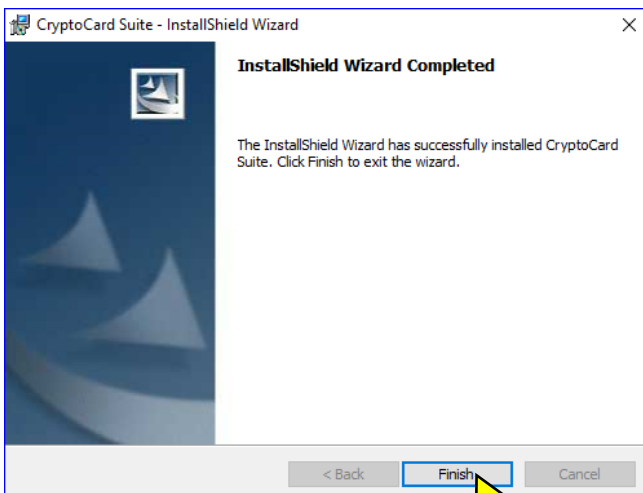 CryptoCard Suite - InstallShield Wizard
InstallShield Wizard Completed
The InstallShield Wizard has successfully installed CryptoCard
Suite. Click Finish to exit the wizard.
< Back Finish Cancel